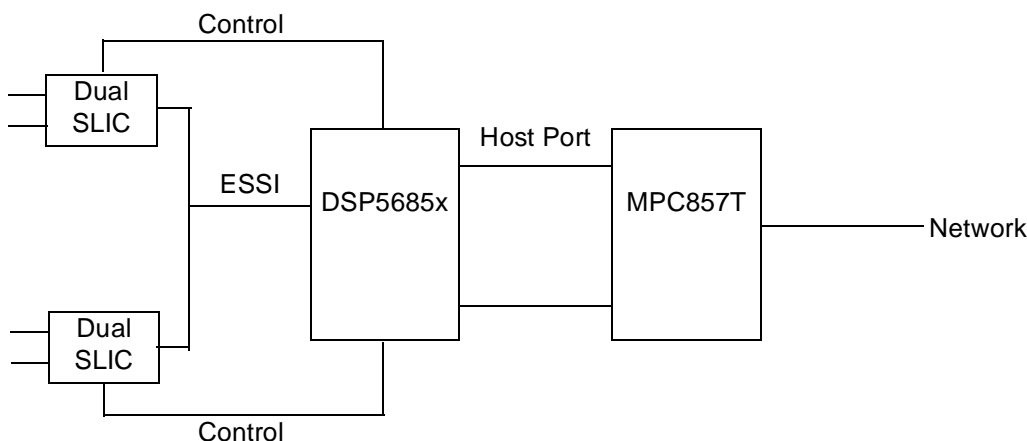 Control
Dual
SLIC
Host Port
ESSI
DSP5685x
MPC857T
Network
Dual
SLIC
Control